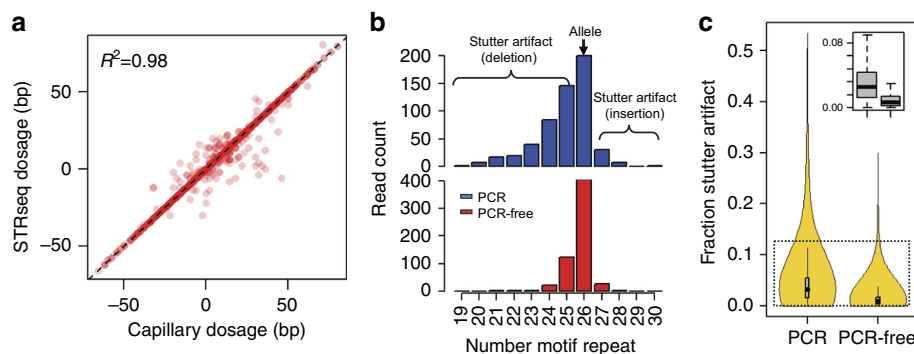 a
R²=0.98
STRseq dosage (bp)
50
0
−50
−50
0
50
Capillary dosage (bp)
b
Allele
Stutter artifact
(deletion)
Stutter artifact
(insertion)
Read count
200
150
100
50
0
400
300
200
100
0
PCR
PCR-free
19
20
21
22
23
24
25
26
27
28
29
30
Number motif repeat
c
Fraction stutter artifact
0.5
0.4
0.3
0.2
0.1
0.0
0.08
0.00
PCR
PCR-free